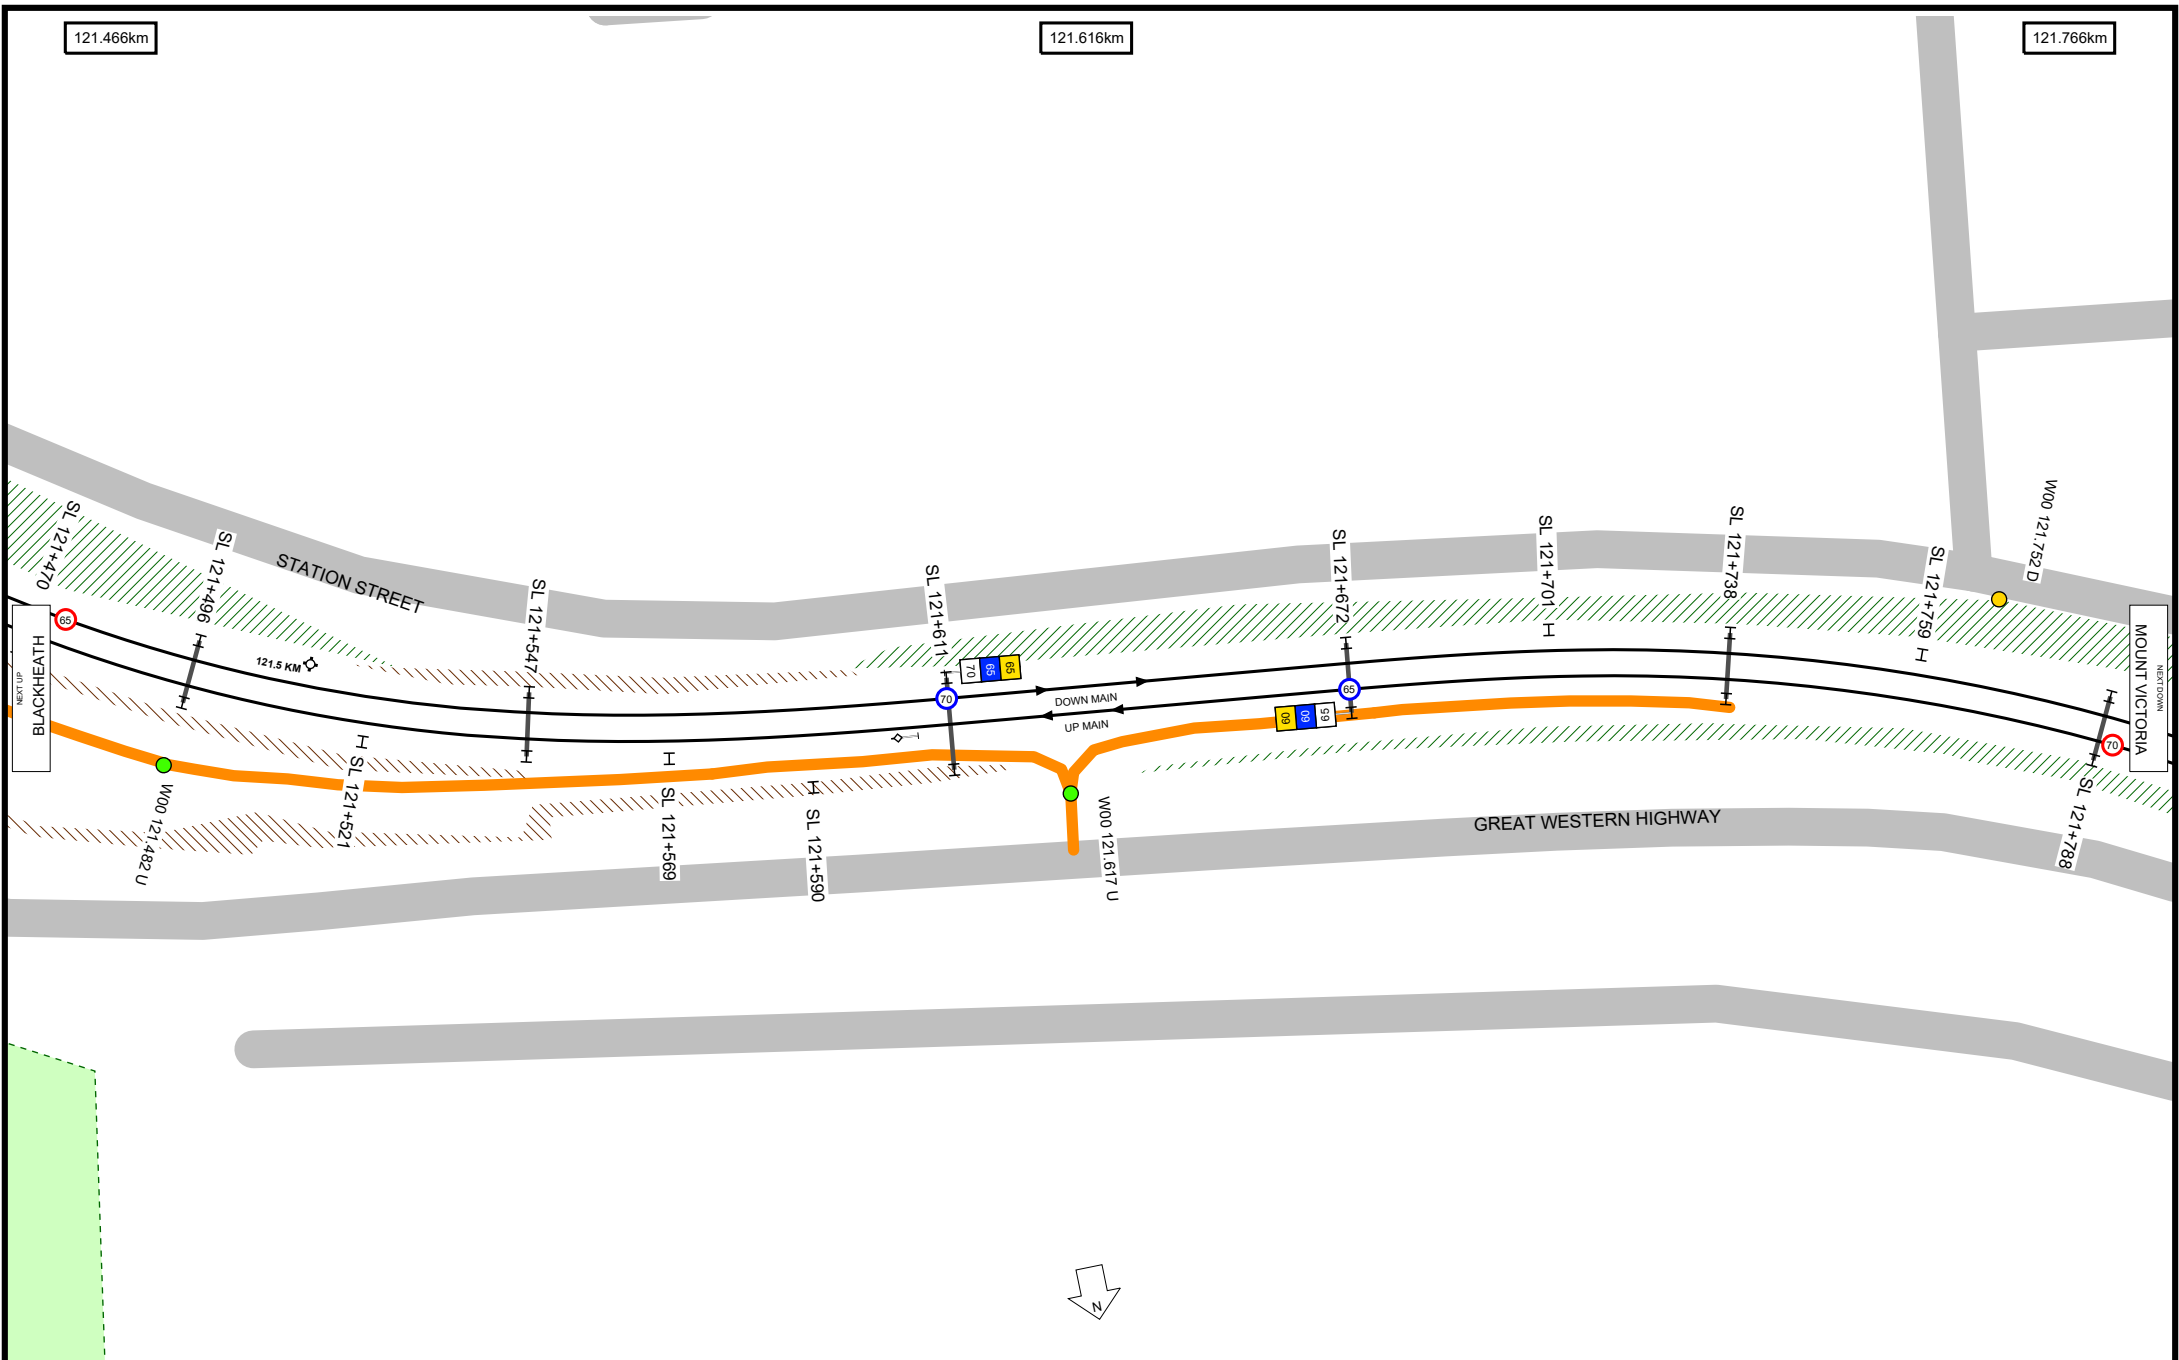 121.466km
121.616km
121.766km
SL 121+470
SL 121+496
STATION STREET
SL 121+547
SL 121+611
SL 121+672
SL 121+701
SL 121+738
SL 121+759
W00 121.752 D
NEXT UP
BLACKHEATH
65
121.5 KM
70
70
65
65
DOWN MAIN
UP MAIN
65
60
60
65
MOUNT VICTORIA
NEXT DOWN
70
W00 121.482 U
SL 121+521
SL 121+569
SL 121+590
W00 121.617 U
GREAT WESTERN HIGHWAY
SL 121+788
N